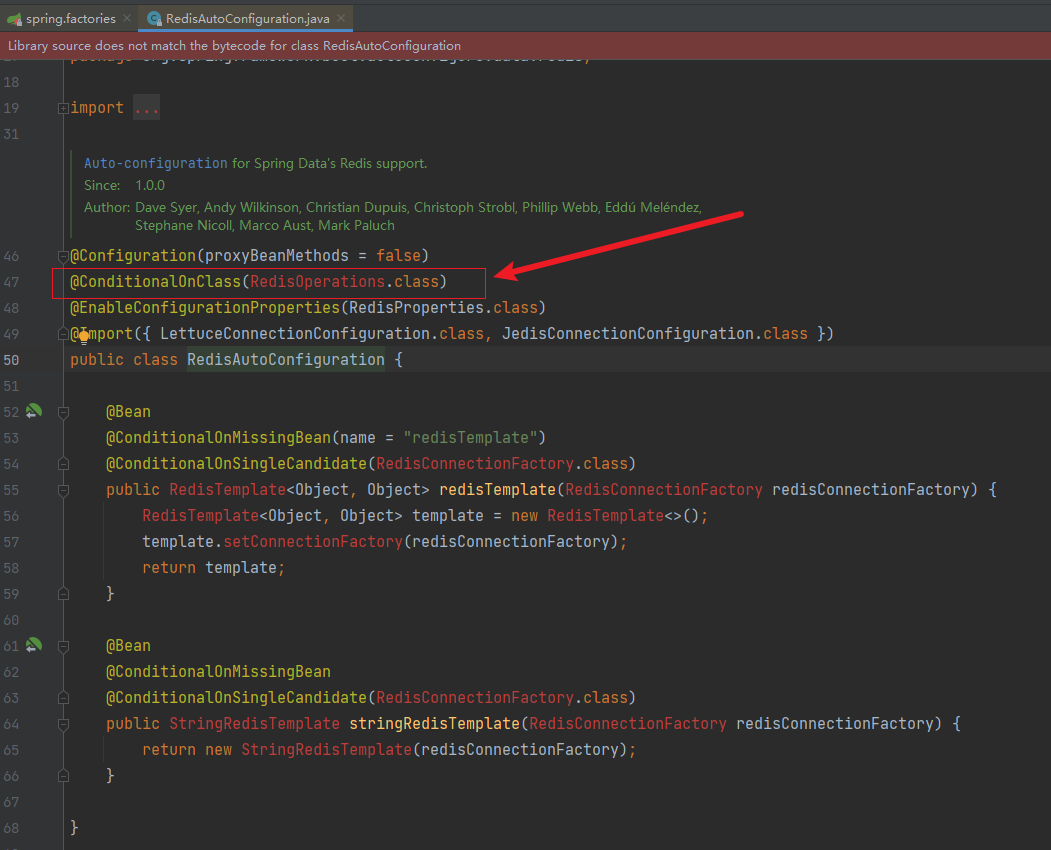 spring.factories
RedisAutoConfiguration.java
Library source does not match the bytecode for class RedisAutoConfiguration
18
19 import ...
31
Auto-configuration for Spring Data's Redis support.
Since: 1.0.0
Author: Dave Syer, Andy Wilkinson, Christian Dupuis, Christoph Strobl, Phillip Webb, Eddú Meléndez,
Stephane Nicoll, Marco Aust, Mark Paluch
46 @Configuration(proxyBeanMethods = false)
47 @ConditionalOnClass(RedisOperations.class)
48 @EnableConfigurationProperties(RedisProperties.class)
49 @Import({ LettuceConnectionConfiguration.class, JedisConnectionConfiguration.class })
50 public class RedisAutoConfiguration {
51
52 @Bean
53 @ConditionalOnMissingBean(name = "redisTemplate")
54 @ConditionalOnSingleCandidate(RedisConnectionFactory.class)
55 public RedisTemplate<Object, Object> redisTemplate(RedisConnectionFactory redisConnectionFactory) {
56 RedisTemplate<Object, Object> template = new RedisTemplate<>();
57 template.setConnectionFactory(redisConnectionFactory);
58 return template;
59 }
60
61 @Bean
62 @ConditionalOnMissingBean
63 @ConditionalOnSingleCandidate(RedisConnectionFactory.class)
64 public StringRedisTemplate stringRedisTemplate(RedisConnectionFactory redisConnectionFactory) {
65 return new StringRedisTemplate(redisConnectionFactory);
66 }
67
68 }